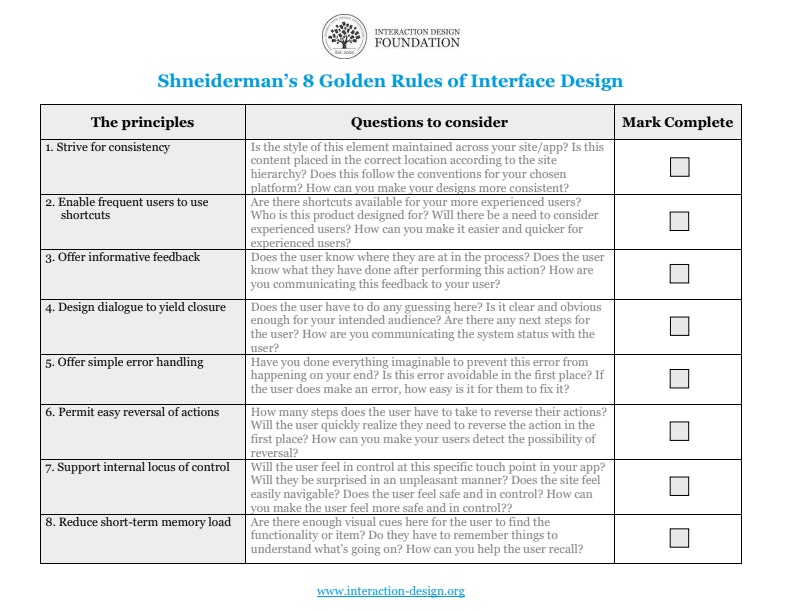 INTERACTION DESIGN
FOUNDATION
Est. 2002
Shneiderman's 8 Golden Rules of Interface Design
The principles
Questions to consider
Mark Complete
1. Strive for consistency
Is the style of this element maintained across your site/app? Is this
content placed in the correct location according to the site
hierarchy? Does this follow the conventions for your chosen
platform? How can you make your designs more consistent?
2. Enable frequent users to use
shortcuts
Are there shortcuts available for your more experienced users?
Who is this product designed for? Will there be a need to consider
experienced users? How can you make it easier and quicker for
experienced users?
3. Offer informative feedback
Does the user know where they are at in the process? Does the user
know what they have done after performing this action? How are
you communicating this feedback to your user?
4. Design dialogue to yield closure
Does the user have to do any guessing here? Is it clear and obvious
enough for your intended audience? Are there any next steps for
the user? How are you communicating the system status with the
user?
5. Offer simple error handling
Have you done everything imaginable to prevent this error from
happening on your end? Is this error avoidable in the first place? If
the user does make an error, how easy is it for them to fix it?
6. Permit easy reversal of actions
How many steps does the user have to take to reverse their actions?
Will the user quickly realize they need to reverse the action in the
first place? How can you make your users detect the possibility of
reversal?
7. Support internal locus of control
Will the user feel in control at this specific touch point in your app?
Will they be surprised in an unpleasant manner? Does the site feel
easily navigable? Does the user feel safe and in control? How can
you make the user feel more safe and in control??
8. Reduce short-term memory load
Are there enough visual cues here for the user to find the
functionality or item? Do they have to remember things to
understand what's going on? How can you help the user recall?
www.interaction-design.org